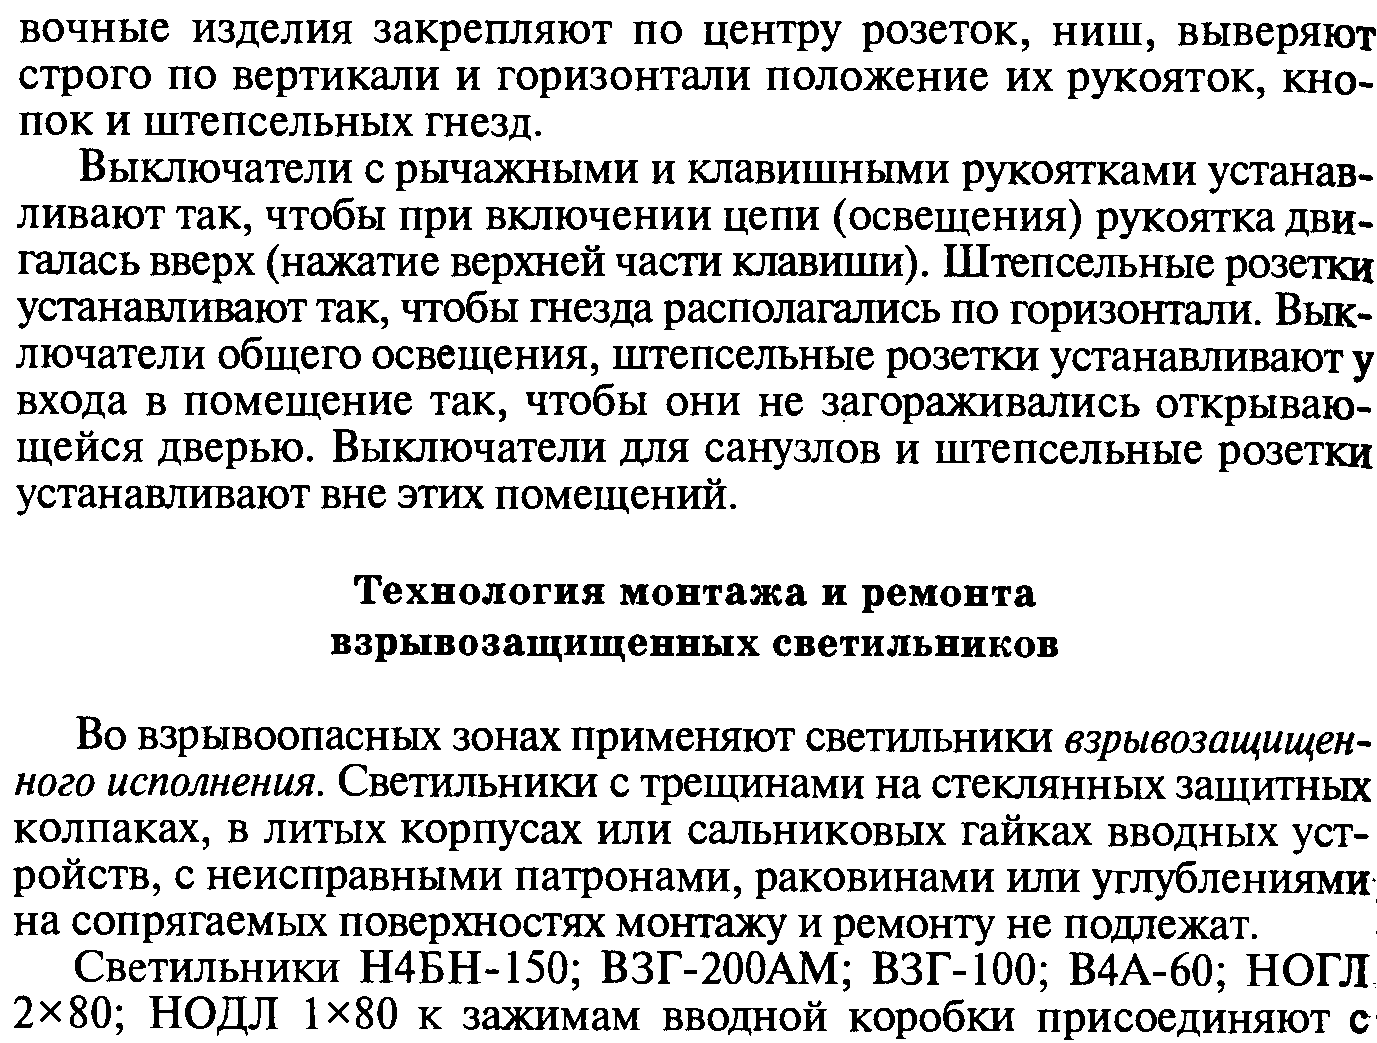 вочные изделия закрепляют по центру розеток, ниш, выверяют
строго по вертикали и горизонтали положение их рукояток, кно-
пок и штепсельных гнезд.
Выключатели с рычажными и клавишными рукоятками устанав-
ливают так, чтобы при включении цепи (освещения) рукоятка дви-
галась вверх (нажатие верхней части клавиши). Штепсельные розетки
устанавливают так, чтобы гнезда располагались по горизонтали. Вык-
лючатели общего освещения, штепсельные розетки устанавливают у
входа в помещение так, чтобы они не загораживались открываю-
щейся дверью. Выключатели для санузлов и штепсельные розетки
устанавливают вне этих помещений.
Технология монтажа и ремонта
взрывозащищенных светильников
Во взрывоопасных зонах применяют светильники взрывозащищен-
ного исполнения. Светильники с трещинами на стеклянных защитных
колпаках, в литых корпусах или сальниковых гайках вводных уст-
ройств, с неисправными патронами, раковинами или углублениями
на сопрягаемых поверхностях монтажу и ремонту не подлежат.
Светильники Н4БН-150; ВЗГ-200АМ; ВЗГ-100; В4А-60; НОГЛ
2×80; НОДЛ 1×80 к зажимам вводной коробки присоединяют с